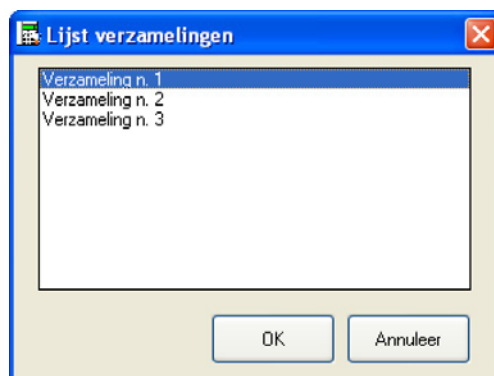 Lijst verzamelingen
Verzameling n. 1
Verzameling n. 2
Verzameling n. 3
OK
Annuleer